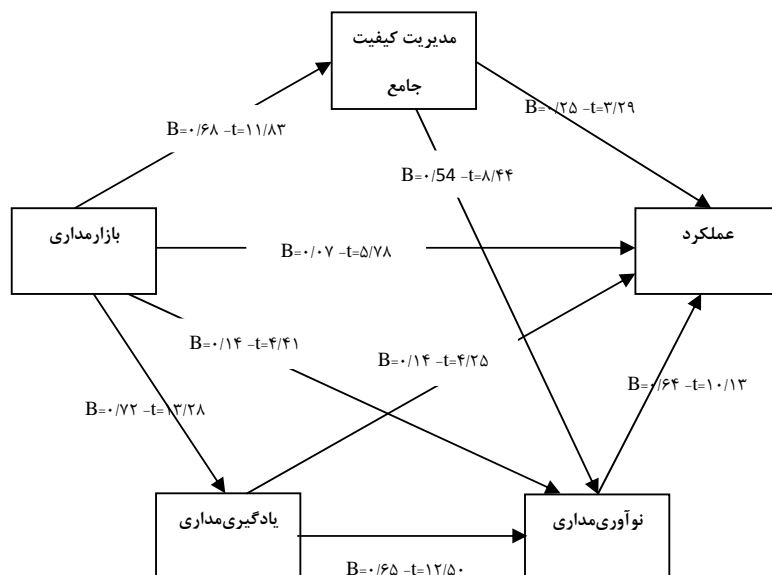 مدیریت کیفیت
جامع
B=۰/۲۵ -t=۳/۲۹
B=۰/۶۸ -t=۱۱/۸۳
B=۰/54 -t=۸/۴۴
بازارمداری
عملکرد
B=۰/۰۷ -t=۵/۷۸
B=۰/۱۴ -t=۴/۴۱
B=۰/۱۴ -t=۴/۲۵
B=۰/۶۴ -t=۱۰/۱۳
B=۰/۷۲ -t=۱۳/۲۸
یادگیری‌مداری
نوآوری‌مداری
B=۰/۶۵ -t=۱۲/۵۰